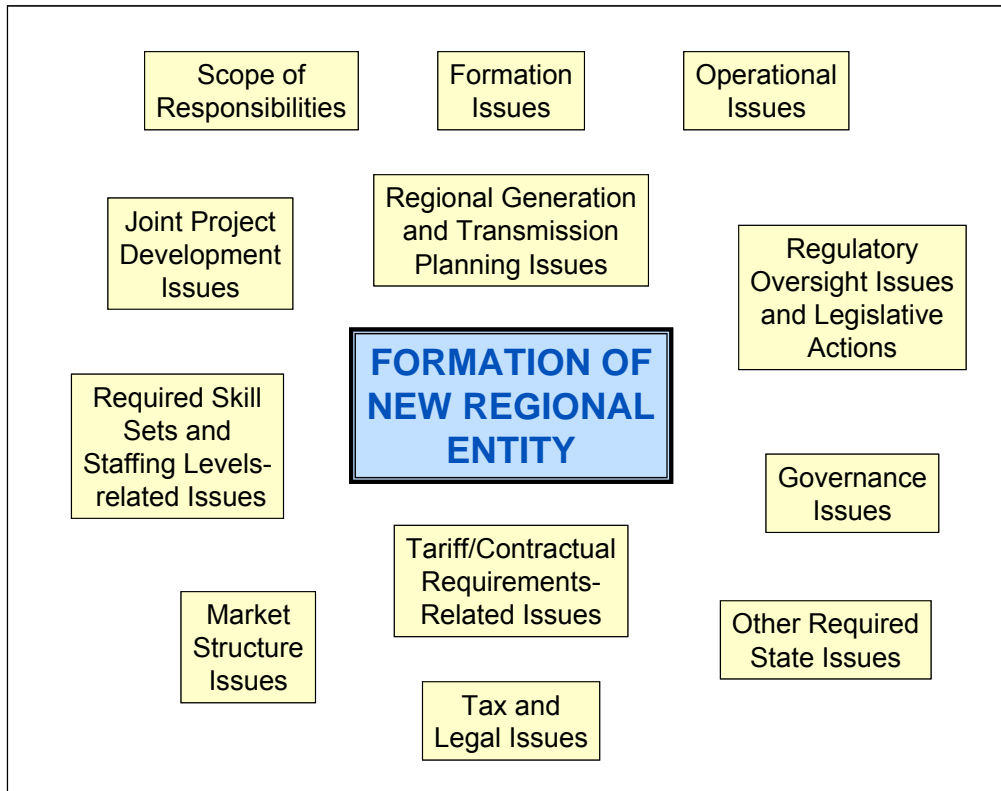 Scope of
Responsibilities
Formation
Issues
Operational
Issues
Joint Project
Development
Issues
Regional Generation
and Transmission
Planning Issues
Regulatory
Oversight Issues
and Legislative
Actions
FORMATION OF
NEW REGIONAL
ENTITY
Required Skill
Sets and
Staffing Levels-
related Issues
Governance
Issues
Tariff/Contractual
Requirements-
Related Issues
Market
Structure
Issues
Other Required
State Issues
Tax and
Legal Issues